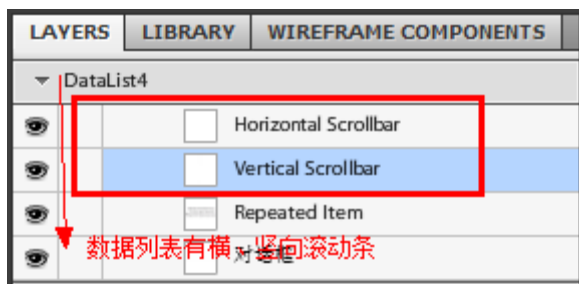 LAYERS LIBRARY WIREFRAME COMPONENTS
DataList4
Horizontal Scrollbar
Vertical Scrollbar
Repeated Item
数据列表有横、竖向滚动条